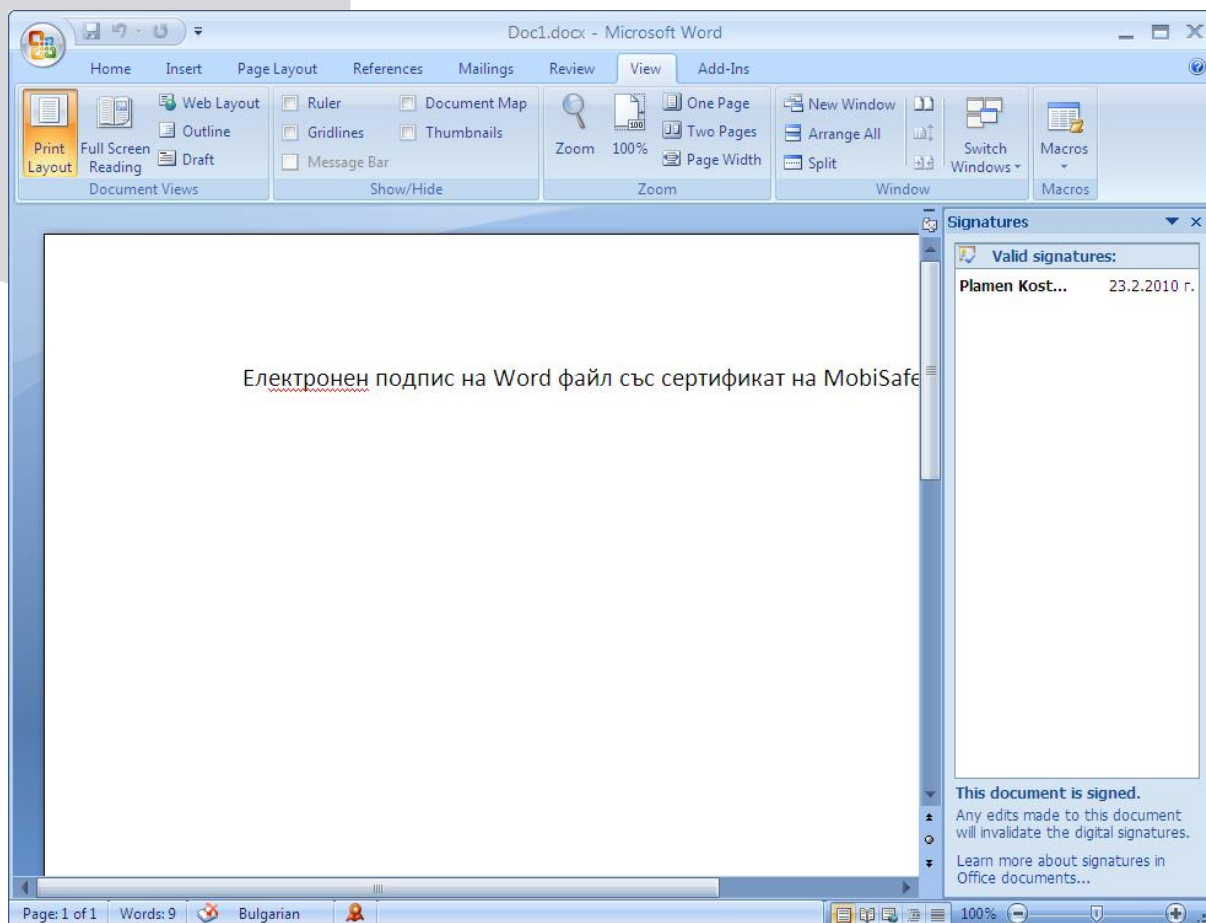 Doc1.docx - Microsoft Word
Home Insert Page Layout References Mailings Review View Add-Ins
Print Layout
Full Screen Reading
Web Layout
Outline
Draft
Document Views
Ruler
Gridlines
Message Bar
Document Map
Thumbnails
Show/Hide
Zoom
100%
One Page
Two Pages
Page Width
Zoom
New Window
Arrange All
Split
Switch Windows
Window
Macros
Macros
Signatures
Valid signatures:
Plamen Kost... 23.2.2010 г.
Електронен подпис на Word файл със сертификат на MobiSafe
This document is signed.
Any edits made to this document
will invalidate the digital signatures.
Learn more about signatures in
Office documents...
Page: 1 of 1 Words: 9 Bulgarian 100%